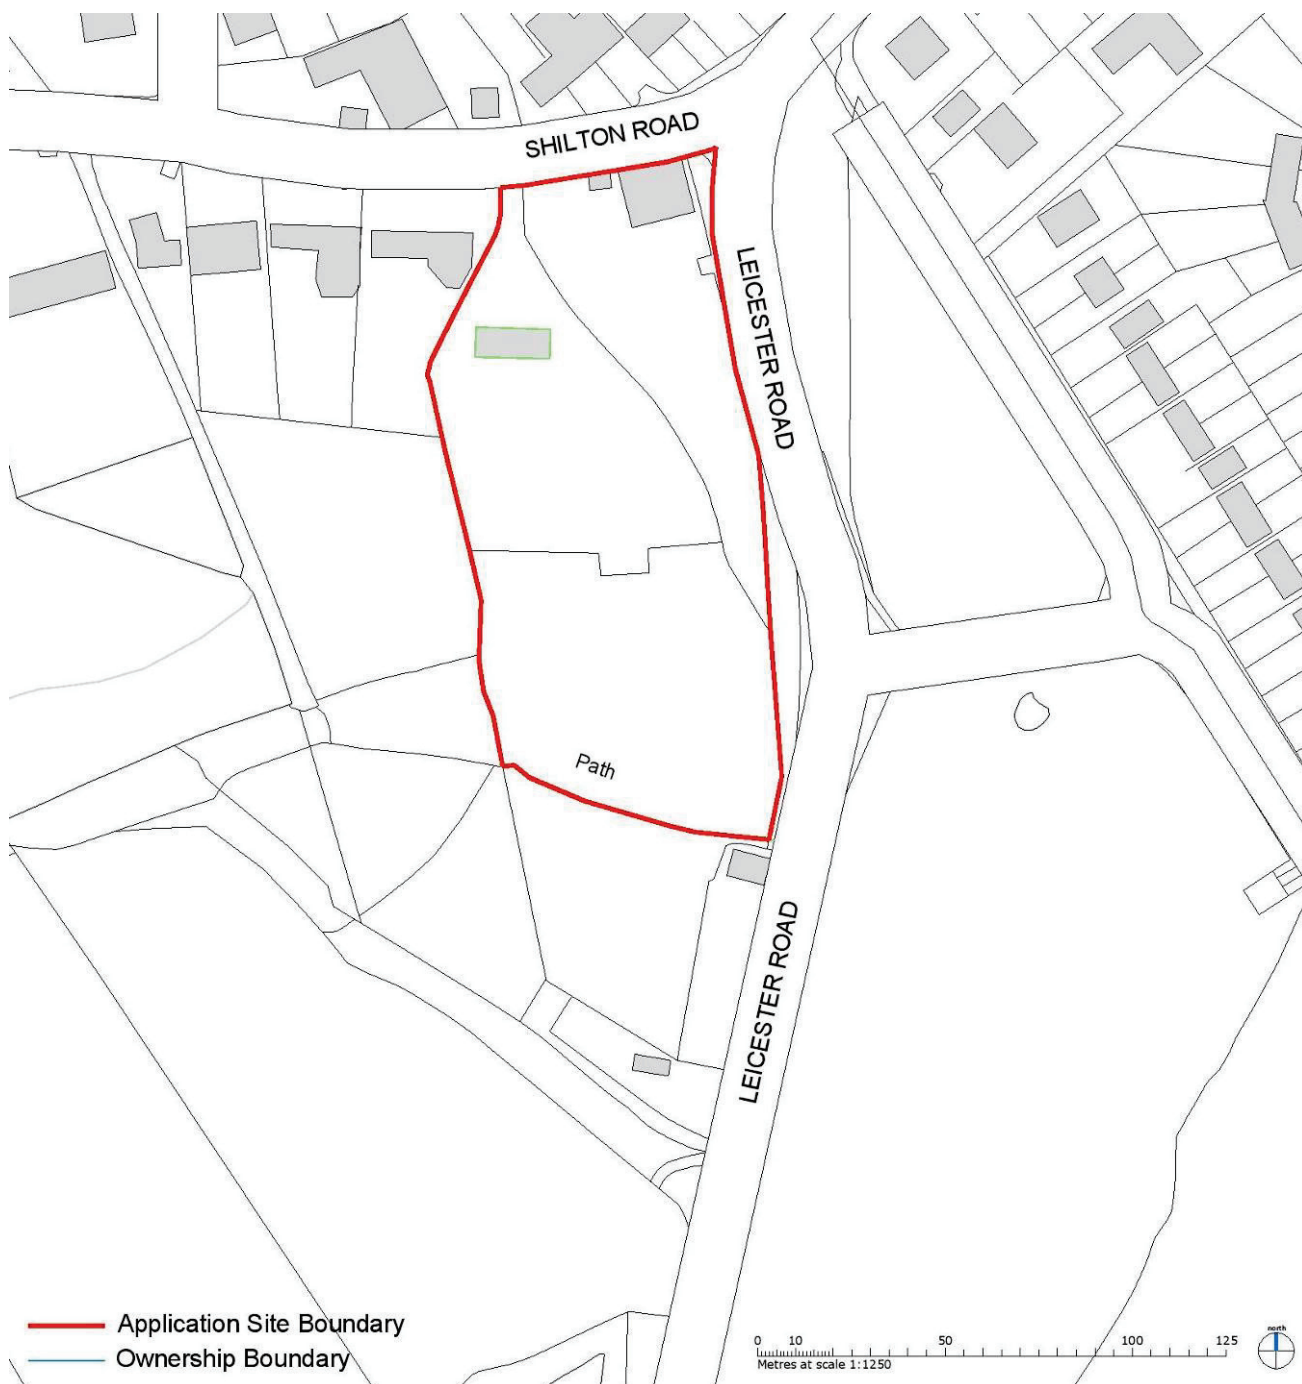 SHILTON ROAD
LEICESTER ROAD
Path
LEICESTER ROAD
Application Site Boundary
Ownership Boundary
0 10 50 100 125
Metres at scale 1:1250
north